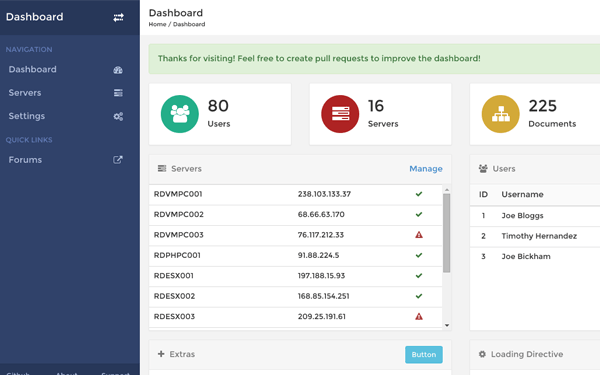 Dashboard
NAVIGATION
Dashboard
Servers
Settings
QUICK LINKS
Forums
Github About Support
Dashboard
Home / Dashboard
Thanks for visiting! Feel free to create pull requests to improve the dashboard!
80
Users
16
Servers
225
Documents
Servers Manage
RDVMPC001 238.103.133.37
RDVMPC002 68.66.63.170
RDVMPC003 76.117.212.33
RDPHPC001 91.88.224.5
RDESX001 197.188.15.93
RDESX002 168.85.154.251
RDESX003 209.25.191.61
Users
ID Username
1 Joe Bloggs
2 Timothy Hernandez
3 Joe Bickham
Extras Button
Loading Directive